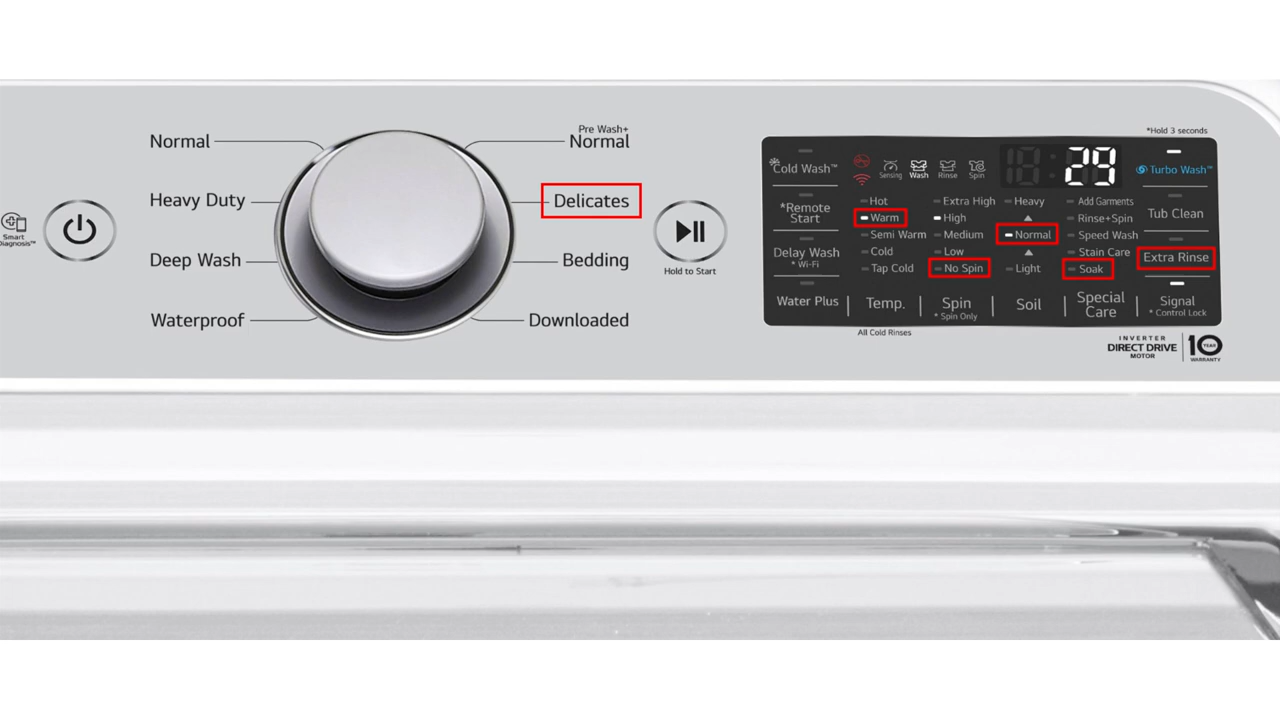 Smart
Diagnosis™
Normal
Heavy Duty
Deep Wash
Waterproof
Pre Wash+
Normal
Delicates
Bedding
Downloaded
Hold to Start
*Hold 3 seconds
Cold Wash™
*Remote
Start
Delay Wash
* Wi-Fi
Water Plus
Sensing
Wash
Rinse
Spin
18:29
Turbo Wash™
Tub Clean
Extra Rinse
Signal
* Control Lock
Hot
Warm
Semi Warm
Cold
Tap Cold
Temp.
Extra High
High
Medium
Low
No Spin
Spin
* Spin Only
Heavy
Normal
Light
Soil
Add Garments
Rinse+Spin
Speed Wash
Stain Care
Soak
Special
Care
All Cold Rinses
INVERTER
DIRECT DRIVE
MOTOR
10 YEAR
WARRANTY